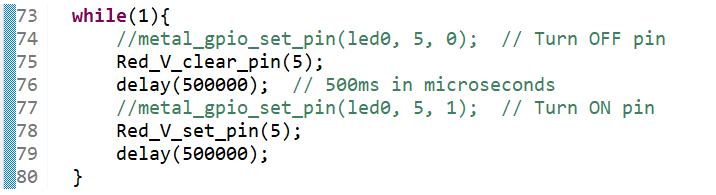 73 while(1){
74 //metal_gpio_set_pin(led0, 5, 0); // Turn OFF pin
75 Red_V_clear_pin(5);
76 delay(500000); // 500ms in microseconds
77 //metal_gpio_set_pin(led0, 5, 1); // Turn ON pin
78 Red_V_set_pin(5);
79 delay(500000);
80 }